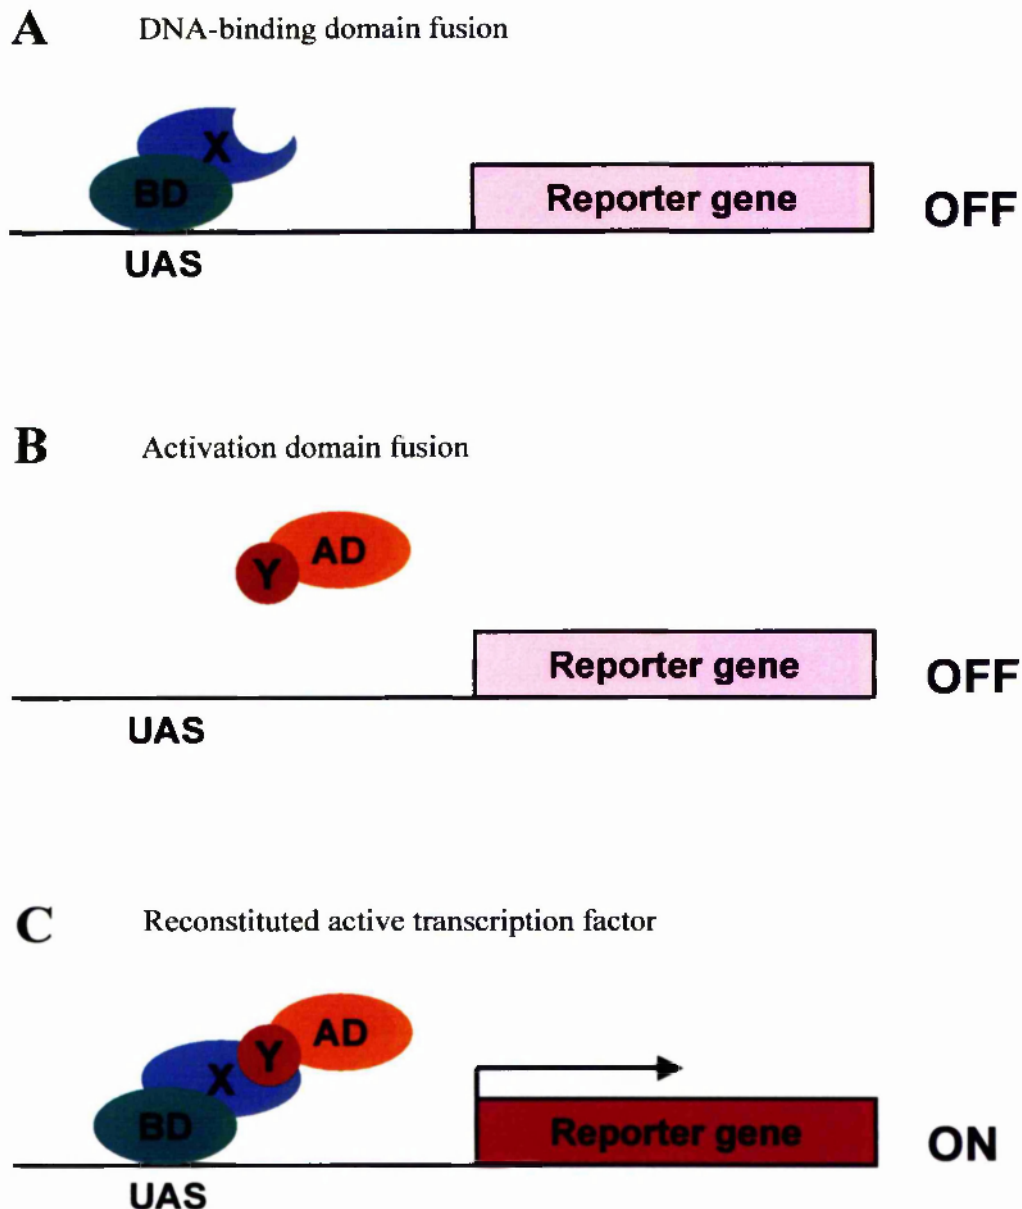 A DNA-binding domain fusion
X
BD
Reporter gene OFF
UAS
B Activation domain fusion
AD
Y
Reporter gene OFF
UAS
C Reconstituted active transcription factor
AD
Y
X
BD
Reporter gene ON
UAS